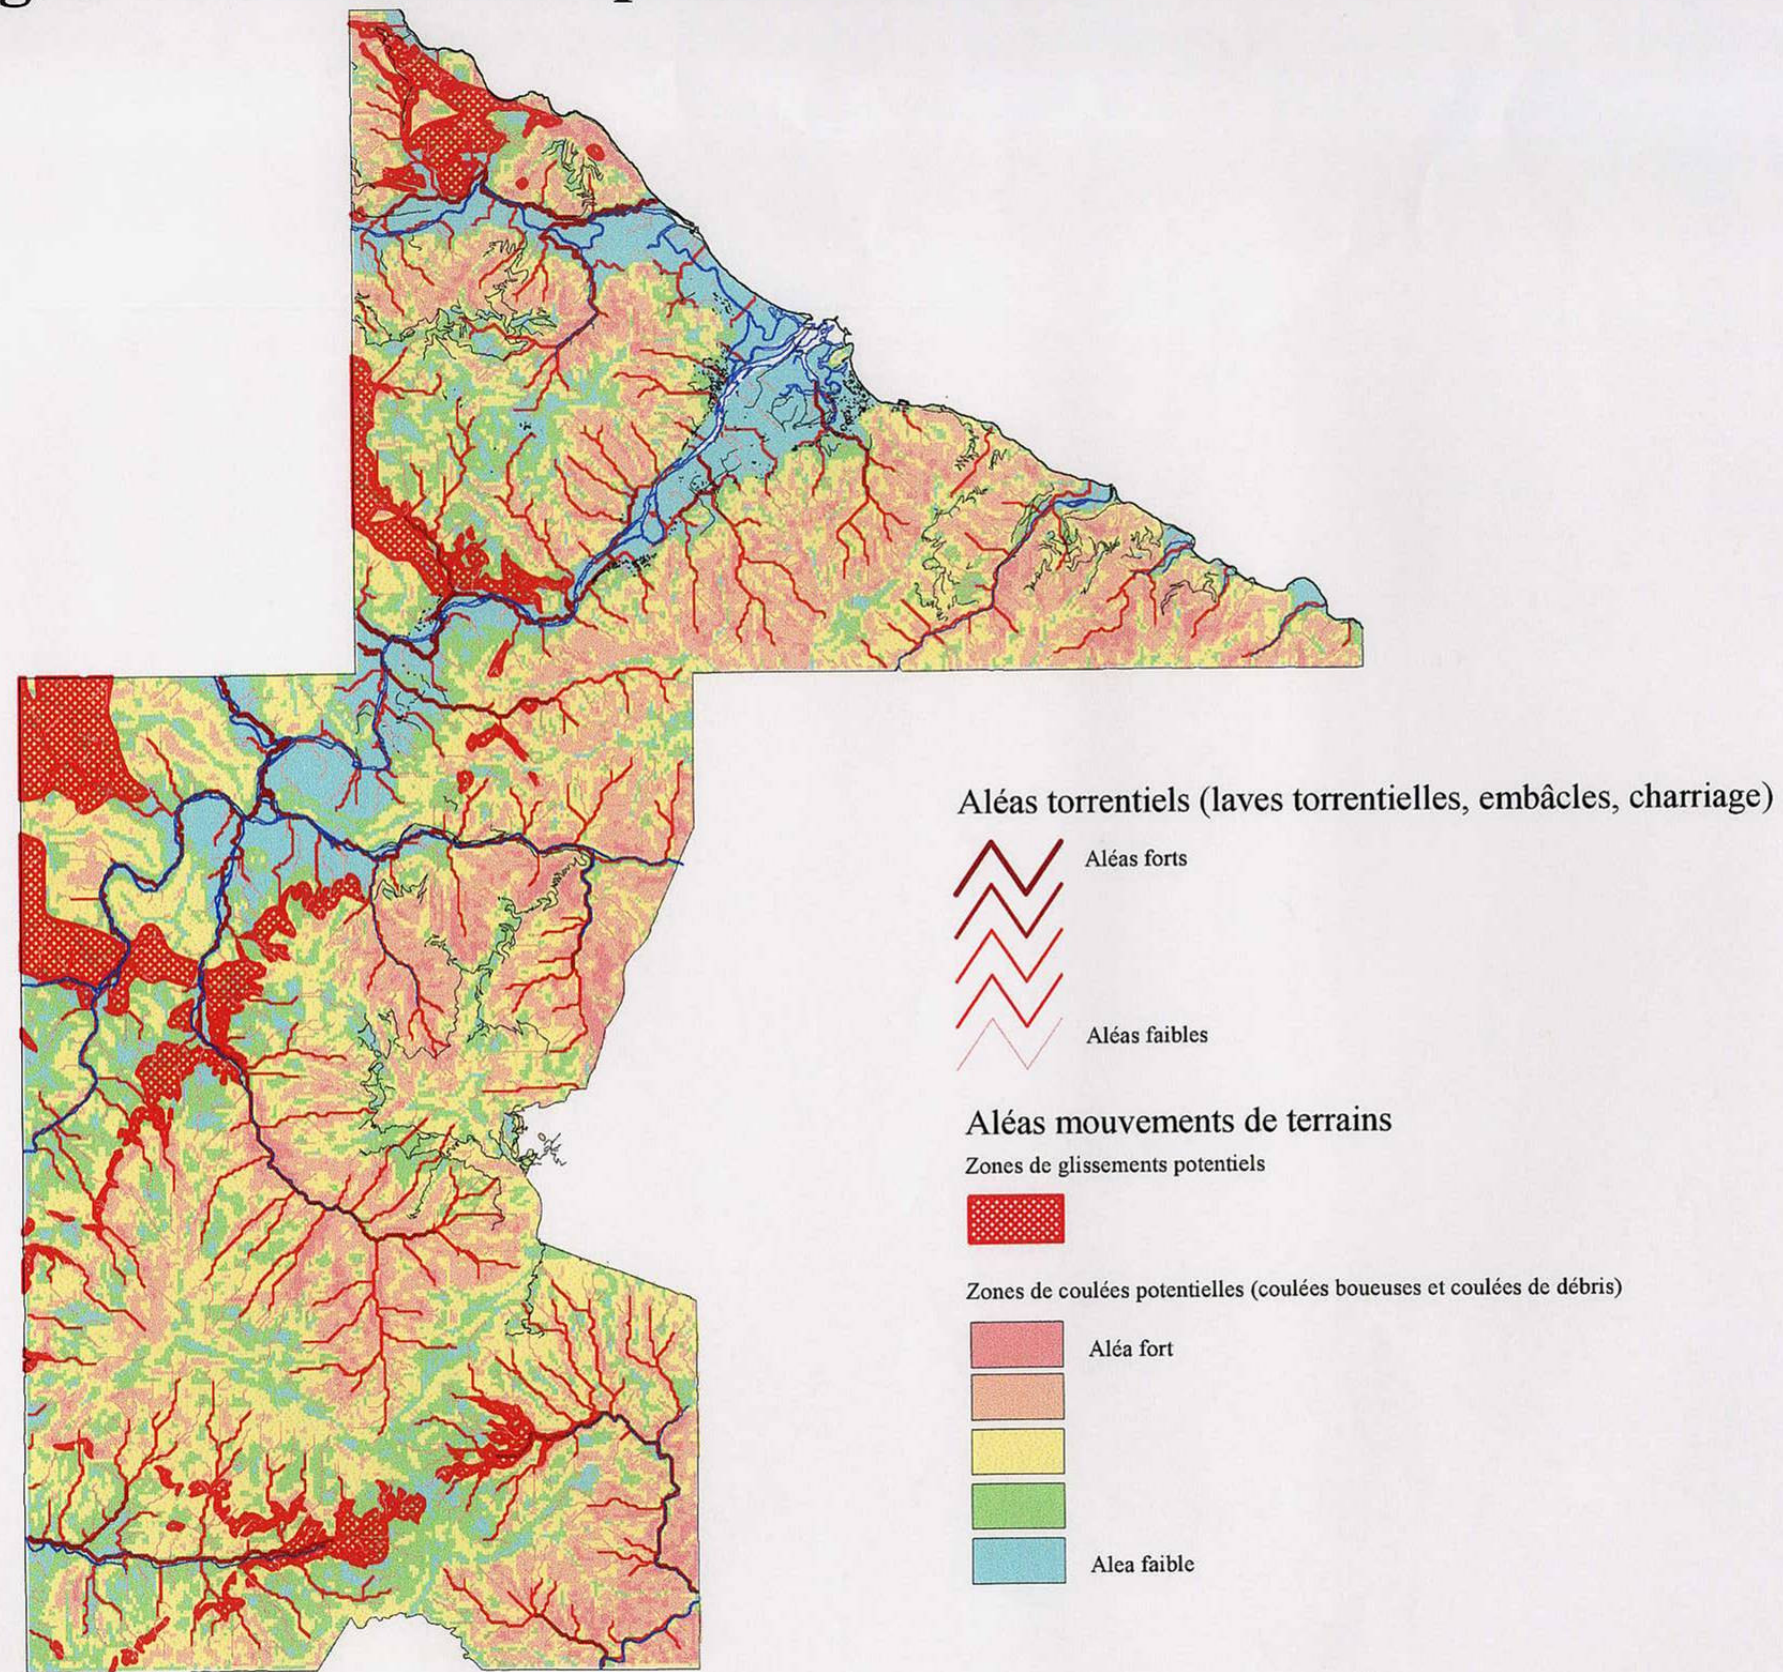 Aléas torrentiels (laves torrentielles, embâcles, charriage)
Aléas forts
Aléas faibles
Aléas mouvements de terrains
Zones de glissements potentiels
Zones de coulées potentielles (coulées boueuses et coulées de débris)
Aléa fort
Alea faible